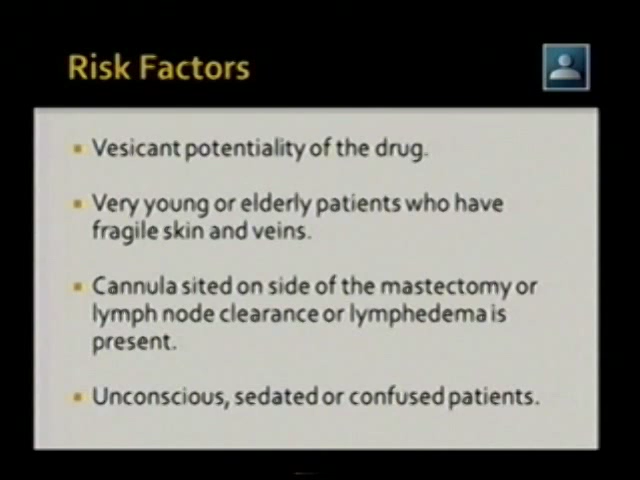 Risk Factors
Vesicant potentiality of the drug.
Very young or elderly patients who have
fragile skin and veins.
Cannula sited on side of the mastectomy or
lymph node clearance or lymphedema is
present.
Unconscious, sedated or confused patients.